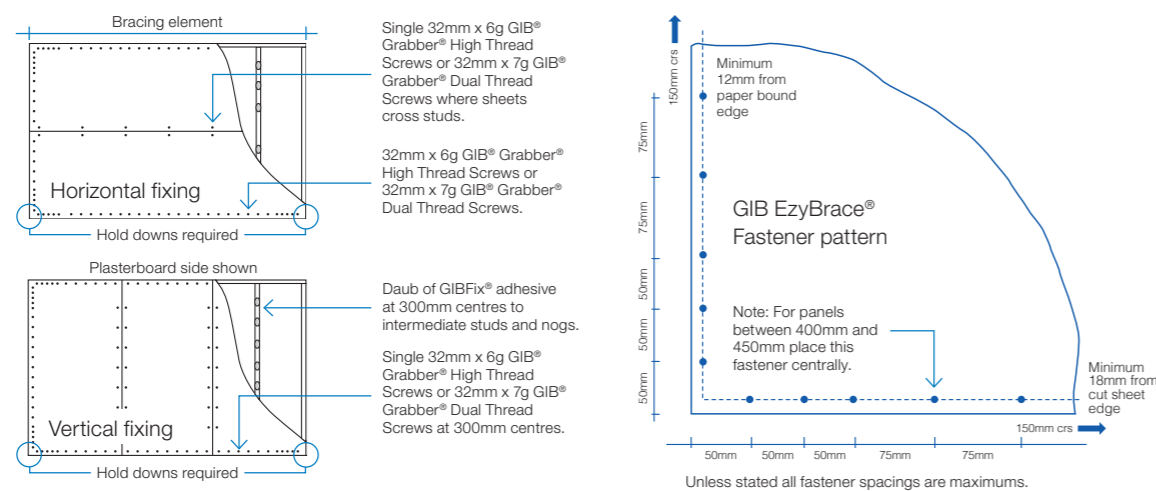 Bracing element
Single 32mm x 6g GIB®
Grabber® High Thread
Screws or 32mm x 7g GIB®
Grabber® Dual Thread
Screws where sheets
cross studs.
32mm x 6g GIB® Grabber®
High Thread Screws or
32mm x 7g GIB® Grabber®
Dual Thread Screws.
Horizontal fixing
Hold downs required
Plasterboard side shown
Daub of GIBFix® adhesive
at 300mm centres to
intermediate studs and nogs.
Single 32mm x 6g GIB®
Grabber® High Thread
Screws or 32mm x 7g GIB®
Grabber® Dual Thread
Screws at 300mm centres.
Vertical fixing
Hold downs required
150mm crs
Minimum
12mm from
paper bound
edge
75mm
75mm
50mm
50mm
50mm
GIB EzyBrace®
Fastener pattern
Note: For panels
between 400mm and
450mm place this
fastener centrally.
Minimum
18mm from
cut sheet
edge
150mm crs
50mm
50mm
50mm
75mm
75mm
Unless stated all fastener spacings are maximums.